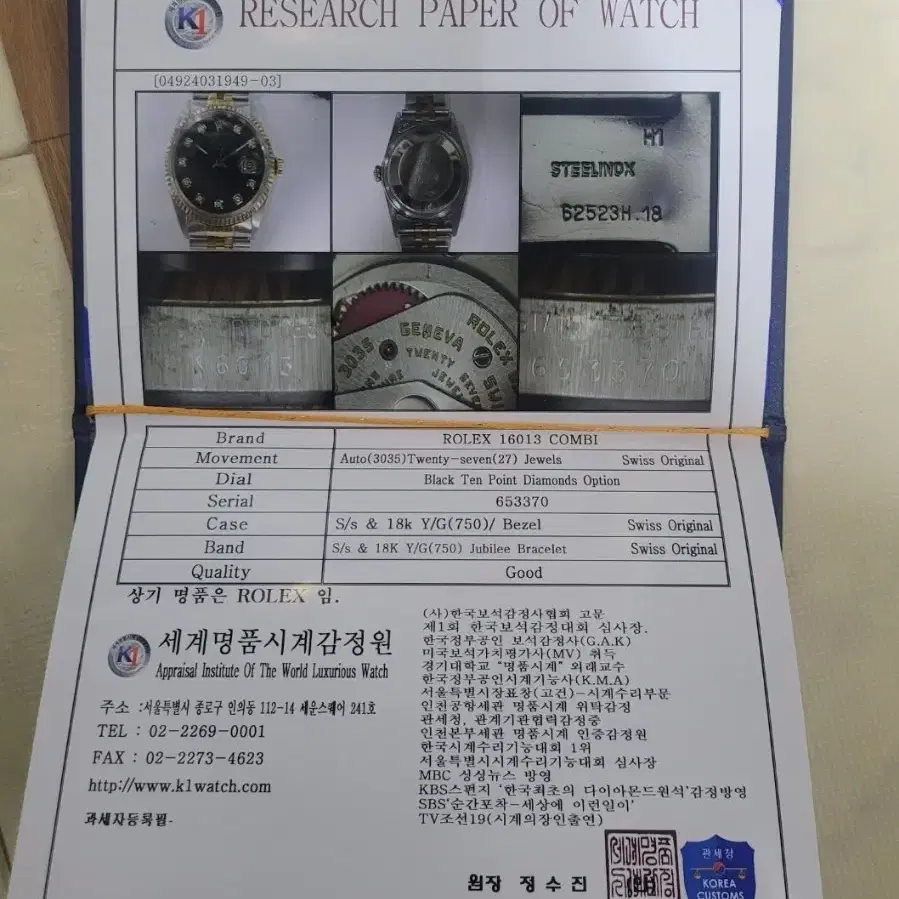 K1
RESEARCH PAPER OF WATCH
[04924031949-03]
H1
STEELINOX
62523H.18
3035
GENEVA
ROLEX
TWENTY
16013
653370
Brand ROLEX 16013 COMBI
Movement Auto(3035)Twenty-seven(27) Jewels Swiss Original
Dial Black Ten Point Diamonds Option
Serial 653370
Case S/s & 18k Y/G(750)/ Bezel Swiss Original
Band S/s & 18K Y/G(750) Jubilee Bracelet Swiss Original
Quality Good
상기 명품은 ROLEX 임.
K1
세계명품시계감정원
Appraisal Institute Of The World Luxurious Watch
주소 :서울특별시 종로구 인의동 112-14 세운스퀘어 241호
TEL : 02-2269-0001
FAX : 02-2273-4623
http://www.k1watch.com
과세자등록필-
(사)한국보석감정사협회 고문
제1회 한국보석감정대회 심사장.
한국정부공인 보석감정사(G.A.K)
미국보석가치평가사(MV) 취득
경기대학교 "명품시계" 외래교수
한국정부공인시계기능사(K.M.A)
서울특별시장표창(고건)-시계수리부문
인천공항세관 명품시계 위탁감정
관세청, 관계기관협력감정중
인천본부세관 명품시계 인증감정원
한국시계수리기능대회 1위
서울특별시시계수리기능대회 심사장
MBC 싱싱뉴스 방영
KBS스펀지 '한국최초의 다이아몬드원석'감정방영
SBS'순간포착-세상에 이런일이'
TV조선19(시계의장인출연)
원장 정수진
관세청
KOREA
CUSTOMS